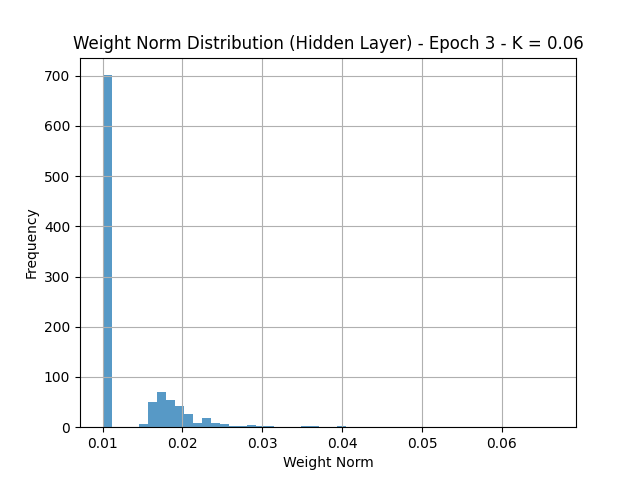 Weight Norm Distribution (Hidden Layer) - Epoch 3 - K = 0.06
700
600
500
400
300
200
100
0
Frequency
0.01 0.02 0.03 0.04 0.05 0.06
Weight Norm